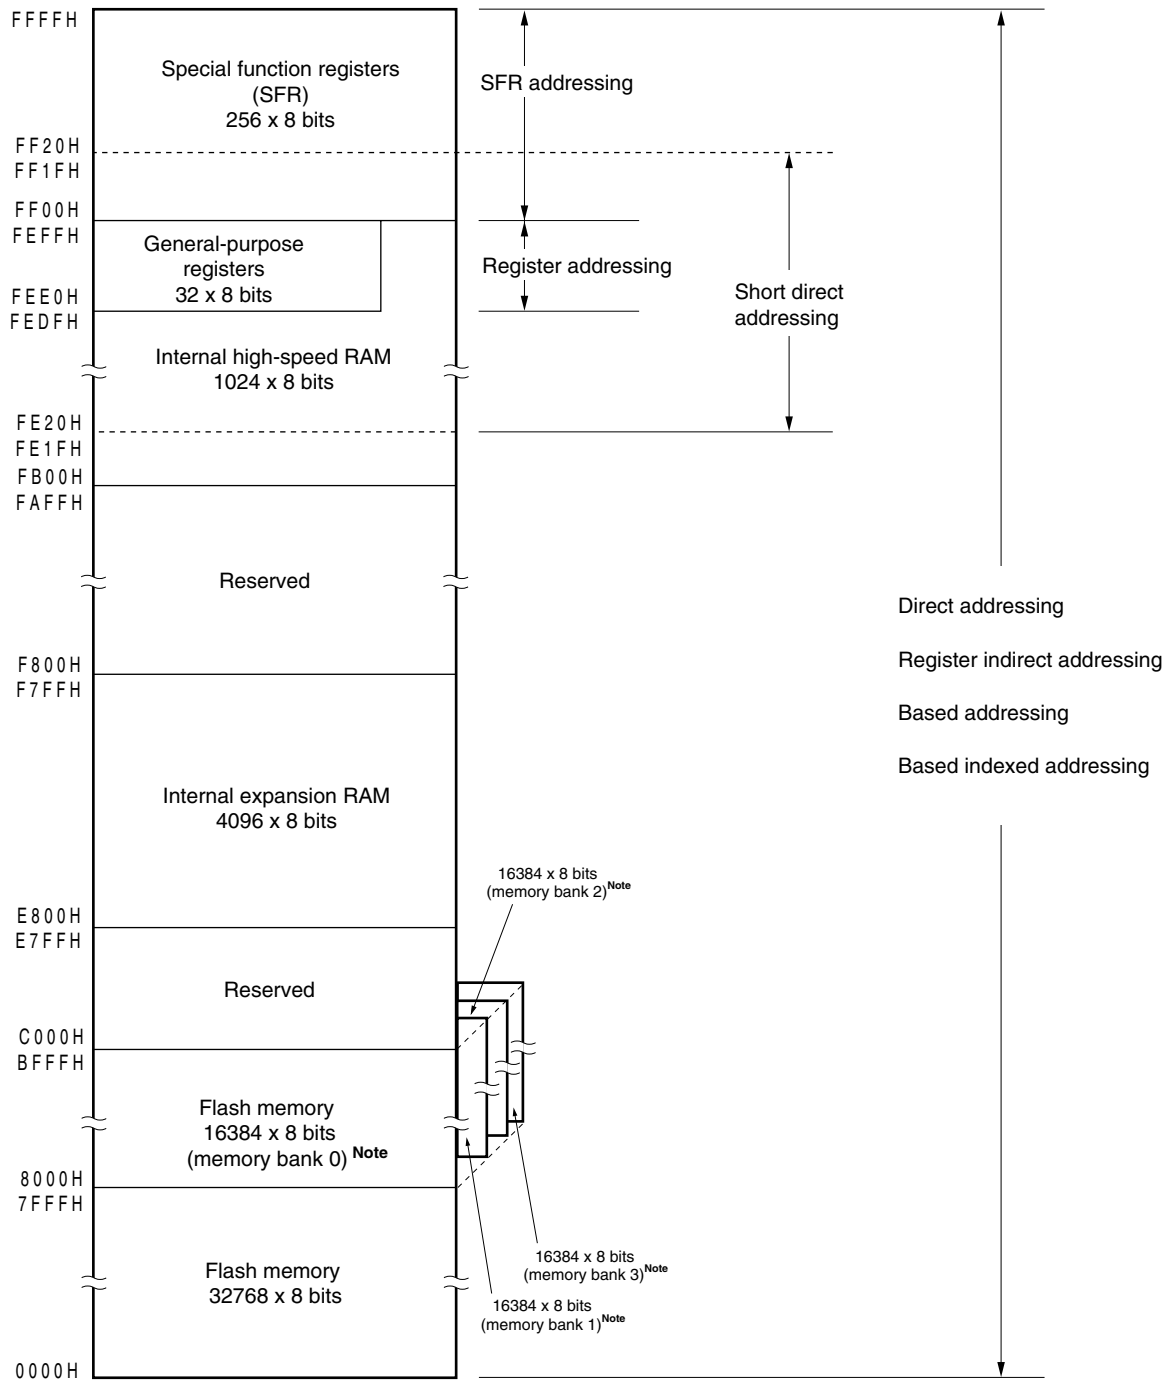 FFFFH
Special function registers
(SFR)
256 x 8 bits
SFR addressing
FF20H
FF1FH
FF00H
FEFFH
General-purpose
registers
32 x 8 bits
Register addressing
Short direct
addressing
FEE0H
FEDFH
Internal high-speed RAM
1024 x 8 bits
FE20H
FE1FH
FB00H
FAFFH
Reserved
Direct addressing
Register indirect addressing
Based addressing
Based indexed addressing
F800H
F7FFH
Internal expansion RAM
4096 x 8 bits
16384 x 8 bits
(memory bank 2)Note
E800H
E7FFH
Reserved
C000H
BFFFH
Flash memory
16384 x 8 bits
(memory bank 0) Note
8000H
7FFFH
Flash memory
32768 x 8 bits
16384 x 8 bits
(memory bank 3)Note
16384 x 8 bits
(memory bank 1)Note
0000H